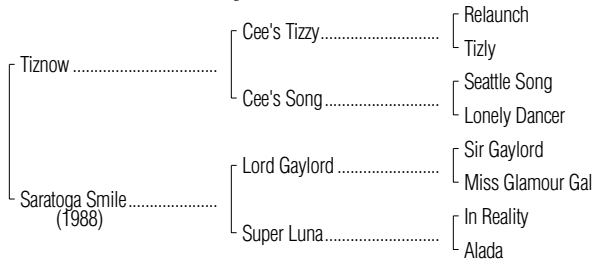 Relaunch
Cee's Tizzy
Tizly
Tiznow
Seattle Song
Cee's Song
Lonely Dancer
Sir Gaylord
Lord Gaylord
Miss Glamour Gal
Saratoga Smile
(1988)
In Reality
Super Luna
Alada